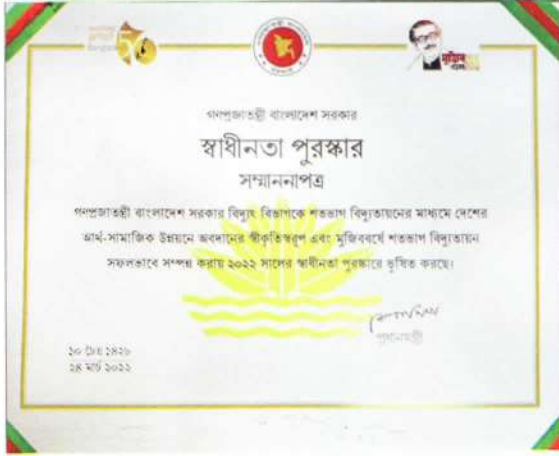 ৫০
গণপ্রজাতন্ত্রী বাংলাদেশ সরকার
স্বাধীনতা পুরস্কার
সম্মাননাপত্র
গণপ্রজাতন্ত্রী বাংলাদেশ সরকার বিদ্যুৎ বিভাগকে শতভাগ বিদ্যুতায়নের মাধ্যমে দেশের
আর্থ-সামাজিক উন্নয়নে অবদানের স্বীকৃতিস্বরূপ এবং মুজিববর্ষে শতভাগ বিদ্যুতায়ন
সফলভাবে সম্পন্ন করায় ২০২২ সালের স্বাধীনতা পুরস্কারে ভূষিত করছে।
প্রধানমন্ত্রী
১০ চৈত্র ১৪২৮
২৪ মার্চ ২০২২